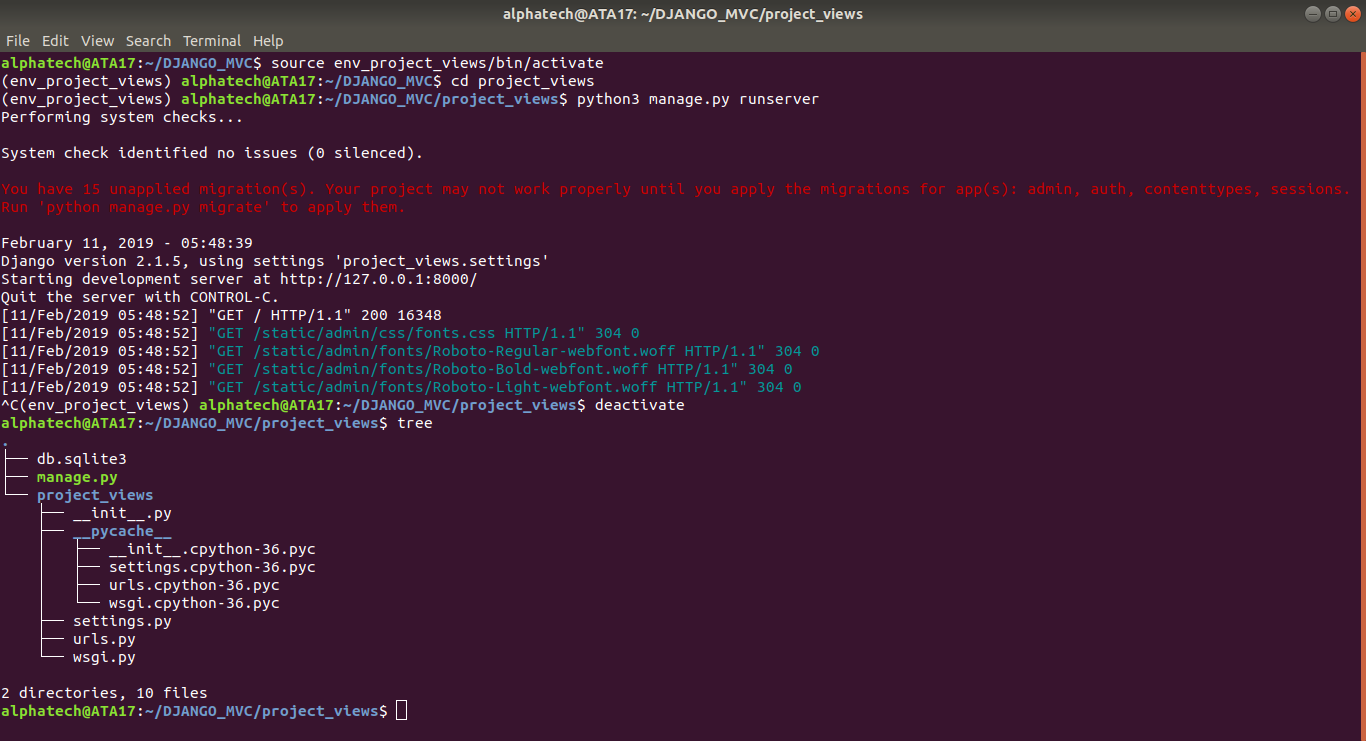 alphatech@ATA17: ~/DJANGO_MVC/project_views
File Edit View Search Terminal Help
alphatech@ATA17:~/DJANGO_MVC$ source env_project_views/bin/activate
(env_project_views) alphatech@ATA17:~/DJANGO_MVC$ cd project_views
(env_project_views) alphatech@ATA17:~/DJANGO_MVC/project_views$ python3 manage.py runserver
Performing system checks...
System check identified no issues (0 silenced).
You have 15 unapplied migration(s). Your project may not work properly until you apply the migrations for app(s): admin, auth, contenttypes, sessions.
Run 'python manage.py migrate' to apply them.
February 11, 2019 - 05:48:39
Django version 2.1.5, using settings 'project_views.settings'
Starting development server at http://127.0.0.1:8000/
Quit the server with CONTROL-C.
[11/Feb/2019 05:48:52] "GET / HTTP/1.1" 200 16348
[11/Feb/2019 05:48:52] "GET /static/admin/css/fonts.css HTTP/1.1" 304 0
[11/Feb/2019 05:48:52] "GET /static/admin/fonts/Roboto-Regular-webfont.woff HTTP/1.1" 304 0
[11/Feb/2019 05:48:52] "GET /static/admin/fonts/Roboto-Bold-webfont.woff HTTP/1.1" 304 0
[11/Feb/2019 05:48:52] "GET /static/admin/fonts/Roboto-Light-webfont.woff HTTP/1.1" 304 0
^C(env_project_views) alphatech@ATA17:~/DJANGO_MVC/project_views$ deactivate
alphatech@ATA17:~/DJANGO_MVC/project_views$ tree
.
├── db.sqlite3
├── manage.py
└── project_views
    ├── __init__.py
    ├── __pycache__
    │   ├── __init__.cpython-36.pyc
    │   ├── settings.cpython-36.pyc
    │   ├── urls.cpython-36.pyc
    │   └── wsgi.cpython-36.pyc
    ├── settings.py
    ├── urls.py
    └── wsgi.py
2 directories, 10 files
alphatech@ATA17:~/DJANGO_MVC/project_views$